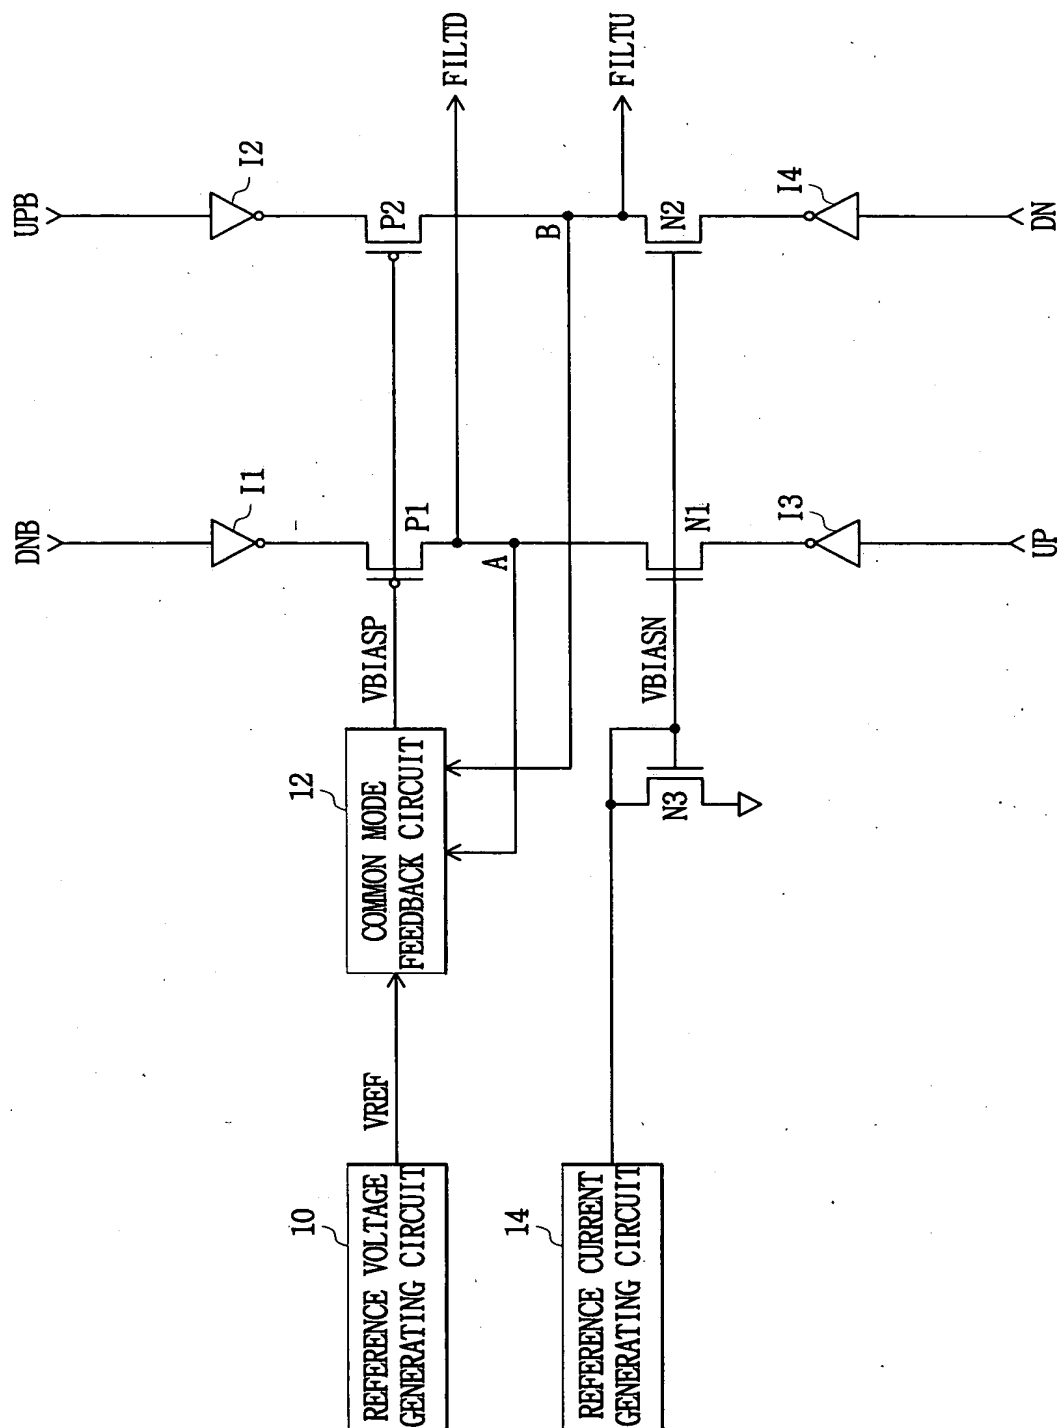 UPB
I2
P2
FILTD
B
FILTU
N2
I4
DN
DNB
I1
P1
A
N1
I3
UP
VBIASP
VBIASN
12
COMMON MODE
FEEDBACK CIRCUIT
N3
VREF
10
REFERENCE VOLTAGE
GENERATING CIRCUIT
14
REFERENCE CURRENT
GENERATING CIRCUIT